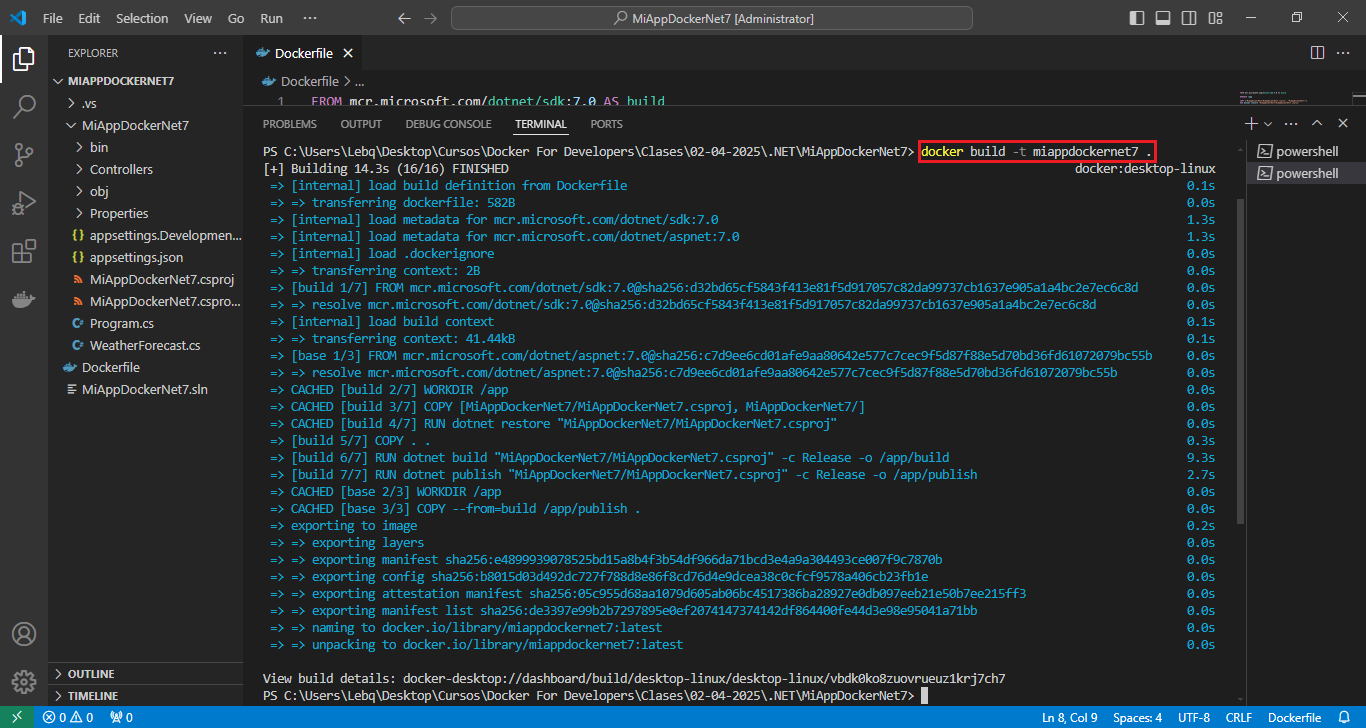 File Edit Selection View Go Run ··· MiAppDockerNet7 [Administrator]
EXPLORER ···
MIAPPDOCKERNET7
.vs
MiAppDockerNet7
bin
Controllers
obj
Properties
{} appsettings.Developmen...
{} appsettings.json
MiAppDockerNet7.csproj
MiAppDockerNet7.cspro...
C# Program.cs
C# WeatherForecast.cs
Dockerfile
MiAppDockerNet7.sln
OUTLINE
TIMELINE
Dockerfile
Dockerfile > ...
1 FROM mcr.microsoft.com/dotnet/sdk:7.0 AS build
PROBLEMS OUTPUT DEBUG CONSOLE TERMINAL PORTS
PS C:\Users\Lebq\Desktop\Cursos\Docker For Developers\Clases\02-04-2025\.NET\MiAppDockerNet7> docker build -t miappdockernet7 .
[+] Building 14.3s (16/16) FINISHED docker:desktop-linux
=> [internal] load build definition from Dockerfile 0.1s
=> => transferring dockerfile: 582B 0.0s
=> [internal] load metadata for mcr.microsoft.com/dotnet/sdk:7.0 1.3s
=> [internal] load metadata for mcr.microsoft.com/dotnet/aspnet:7.0 1.3s
=> [internal] load .dockerignore 0.0s
=> => transferring context: 2B 0.0s
=> [build 1/7] FROM mcr.microsoft.com/dotnet/sdk:7.0@sha256:d32bd65cf5843f413e81f5d917057c82da99737cb1637e905a1a4bc2e7ec6c8d 0.0s
=> => resolve mcr.microsoft.com/dotnet/sdk:7.0@sha256:d32bd65cf5843f413e81f5d917057c82da99737cb1637e905a1a4bc2e7ec6c8d 0.0s
=> [internal] load build context 0.1s
=> => transferring context: 41.44kB 0.1s
=> [base 1/3] FROM mcr.microsoft.com/dotnet/aspnet:7.0@sha256:c7d9ee6cd01afe9aa80642e577c7cec9f5d87f88e5d70bd36fd61072079bc55b 0.0s
=> => resolve mcr.microsoft.com/dotnet/aspnet:7.0@sha256:c7d9ee6cd01afe9aa80642e577c7cec9f5d87f88e5d70bd36fd61072079bc55b 0.0s
=> CACHED [build 2/7] WORKDIR /app 0.0s
=> CACHED [build 3/7] COPY [MiAppDockerNet7/MiAppDockerNet7.csproj, MiAppDockerNet7/] 0.0s
=> CACHED [build 4/7] RUN dotnet restore "MiAppDockerNet7/MiAppDockerNet7.csproj" 0.0s
=> [build 5/7] COPY . . 0.3s
=> [build 6/7] RUN dotnet build "MiAppDockerNet7/MiAppDockerNet7.csproj" -c Release -o /app/build 9.3s
=> [build 7/7] RUN dotnet publish "MiAppDockerNet7/MiAppDockerNet7.csproj" -c Release -o /app/publish 2.7s
=> CACHED [base 2/3] WORKDIR /app 0.0s
=> CACHED [base 3/3] COPY --from=build /app/publish . 0.0s
=> exporting to image 0.2s
=> => exporting layers 0.0s
=> => exporting manifest sha256:e4899939078525bd15a8b4f3b54df966da71bcd3e4a9a304493ce007f9c7870b 0.0s
=> => exporting config sha256:b8015d03d492dc727f788d8e86f8cd76d4e9dcea38c0cfcf9578a406cb23fb1e 0.0s
=> => exporting attestation manifest sha256:05c955d68aa1079d605ab06bc4517386ba28927e0db097eeb21e50b7ee215ff3 0.0s
=> => exporting manifest list sha256:de3397e99b2b7297895e0ef2074147374142df864400fe44d3e98e95041a71bb 0.0s
=> => naming to docker.io/library/miappdockernet7:latest 0.0s
=> => unpacking to docker.io/library/miappdockernet7:latest 0.0s
View build details: docker-desktop://dashboard/build/desktop-linux/desktop-linux/vbdk0ko8zuovrueuz1krj7ch7
PS C:\Users\Lebq\Desktop\Cursos\Docker For Developers\Clases\02-04-2025\.NET\MiAppDockerNet7>
powershell
powershell
0 0 0 Ln 8, Col 9 Spaces: 4 UTF-8 CRLF Dockerfile